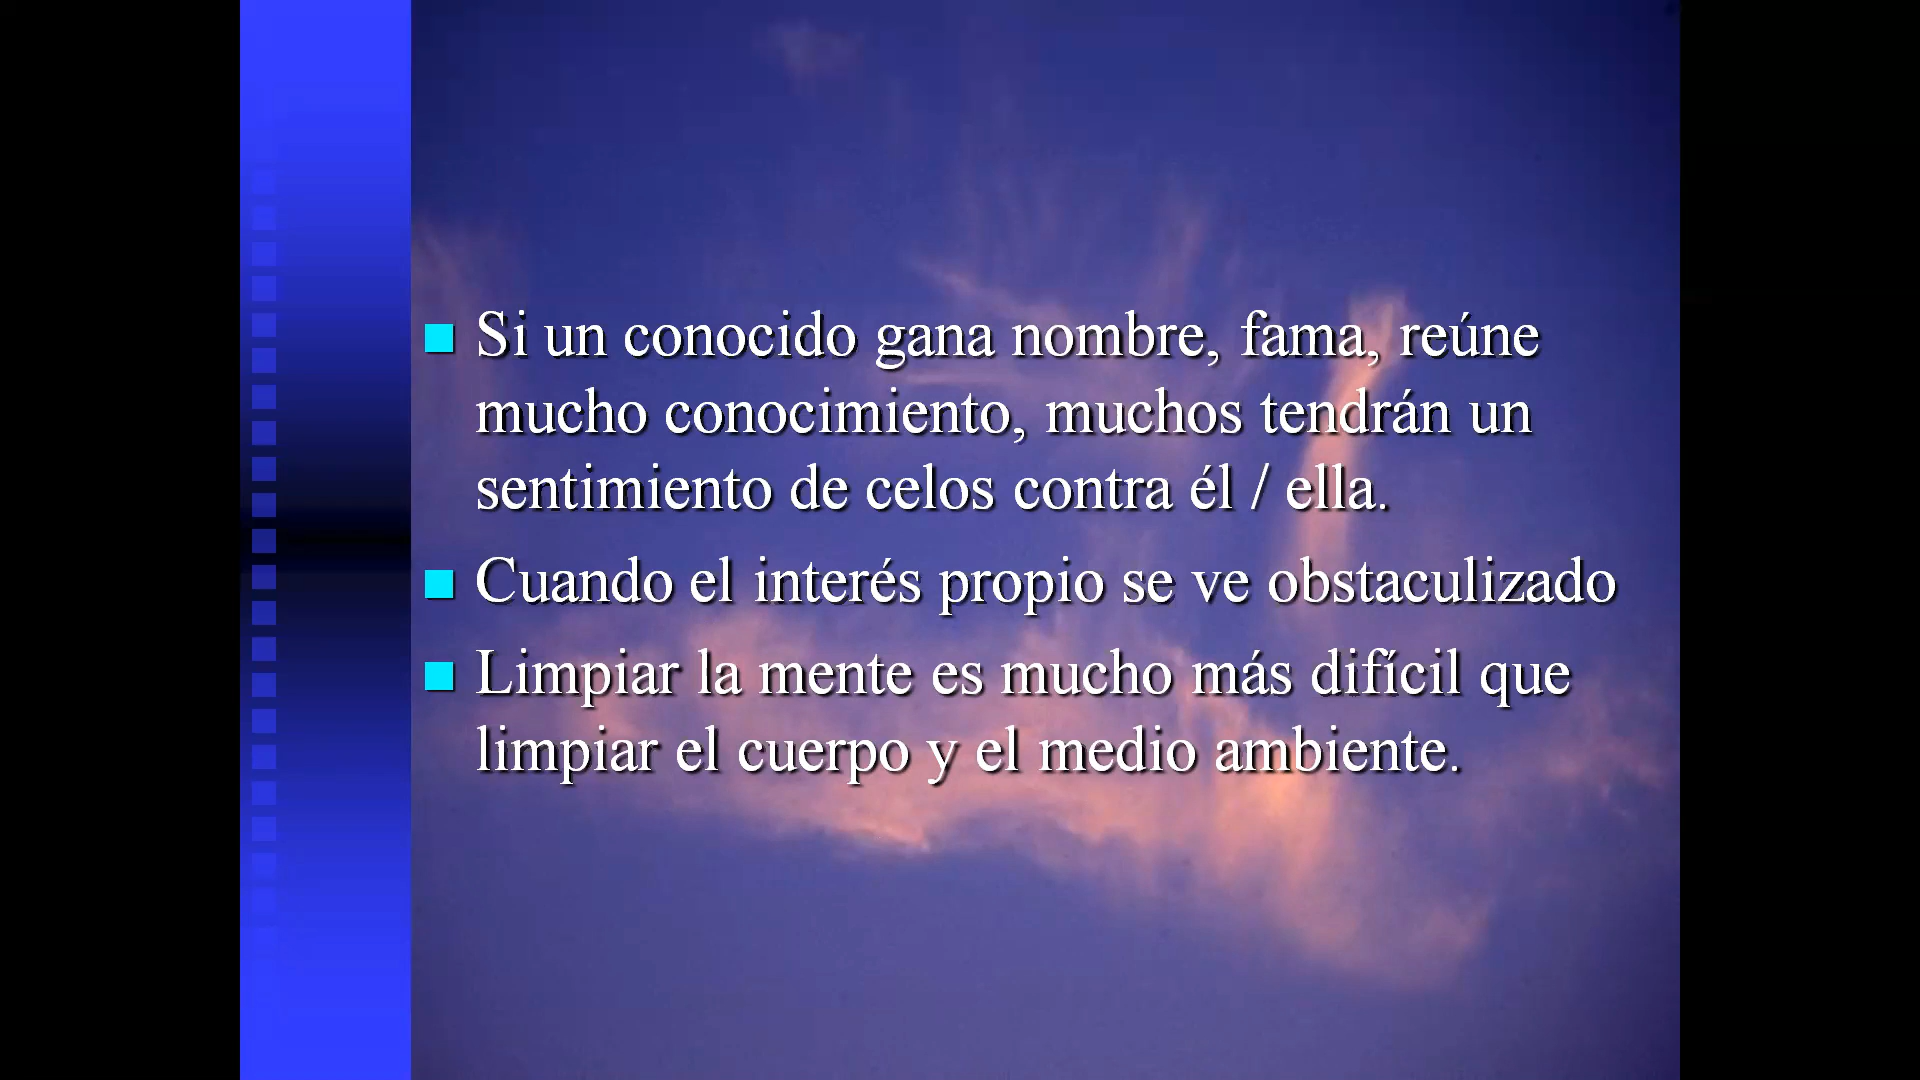 Si un conocido gana nombre, fama, reúne
mucho conocimiento, muchos tendrán un
sentimiento de celos contra él / ella.
Cuando el interés propio se ve obstaculizado
Limpiar la mente es mucho más difícil que
limpiar el cuerpo y el medio ambiente.